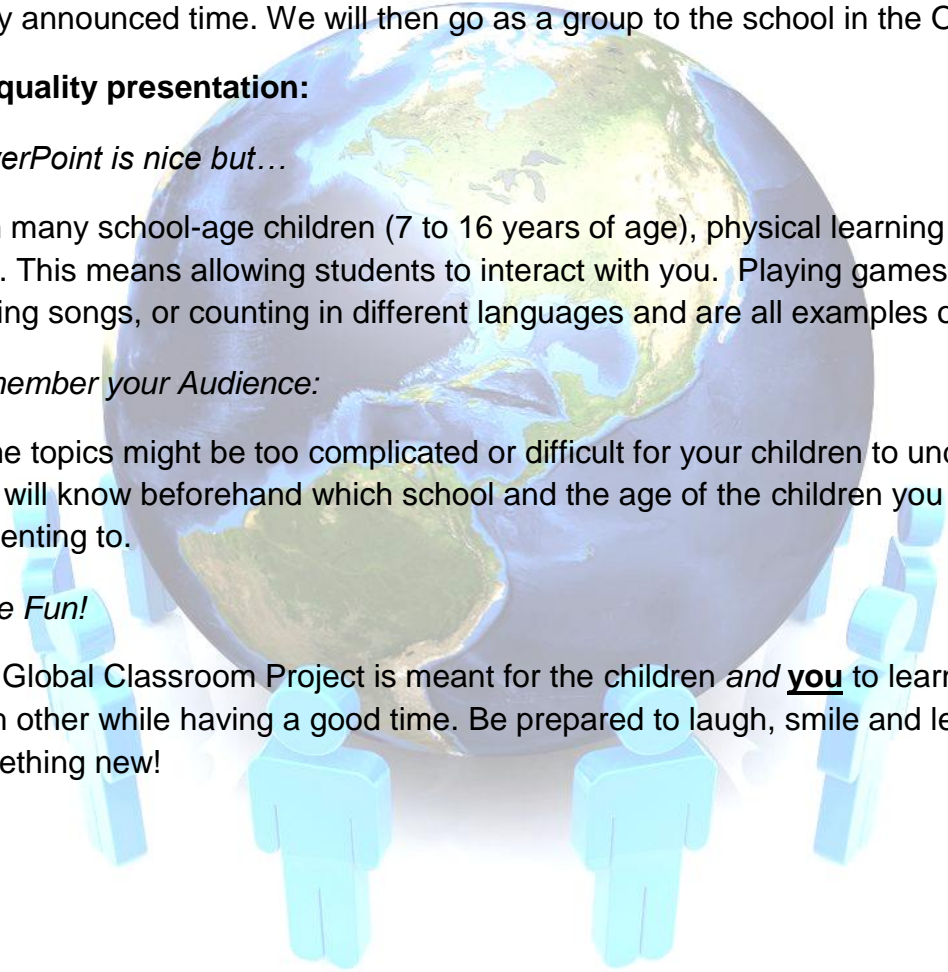 y announced time. We will then go as a group to the school in the C
quality presentation:
verPoint is nice but…
many school-age children (7 to 16 years of age), physical learning
. This means allowing students to interact with you. Playing games
ing songs, or counting in different languages and are all examples o
member your Audience:
ne topics might be too complicated or difficult for your children to und
will know beforehand which school and the age of the children you
enting to.
e Fun!
Global Classroom Project is meant for the children and you to learn
h other while having a good time. Be prepared to laugh, smile and le
ething new!